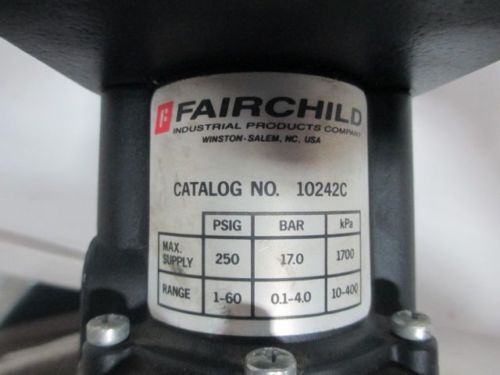 FAIRCHILD
INDUSTRIAL PRODUCTS COMPANY
WINSTON-SALEM, NC. USA
CATALOG NO. 10242C
PSIG BAR kPa
MAX. SUPPLY 250 17.0 1700
RANGE 1-60 0.1-4.0 10-400